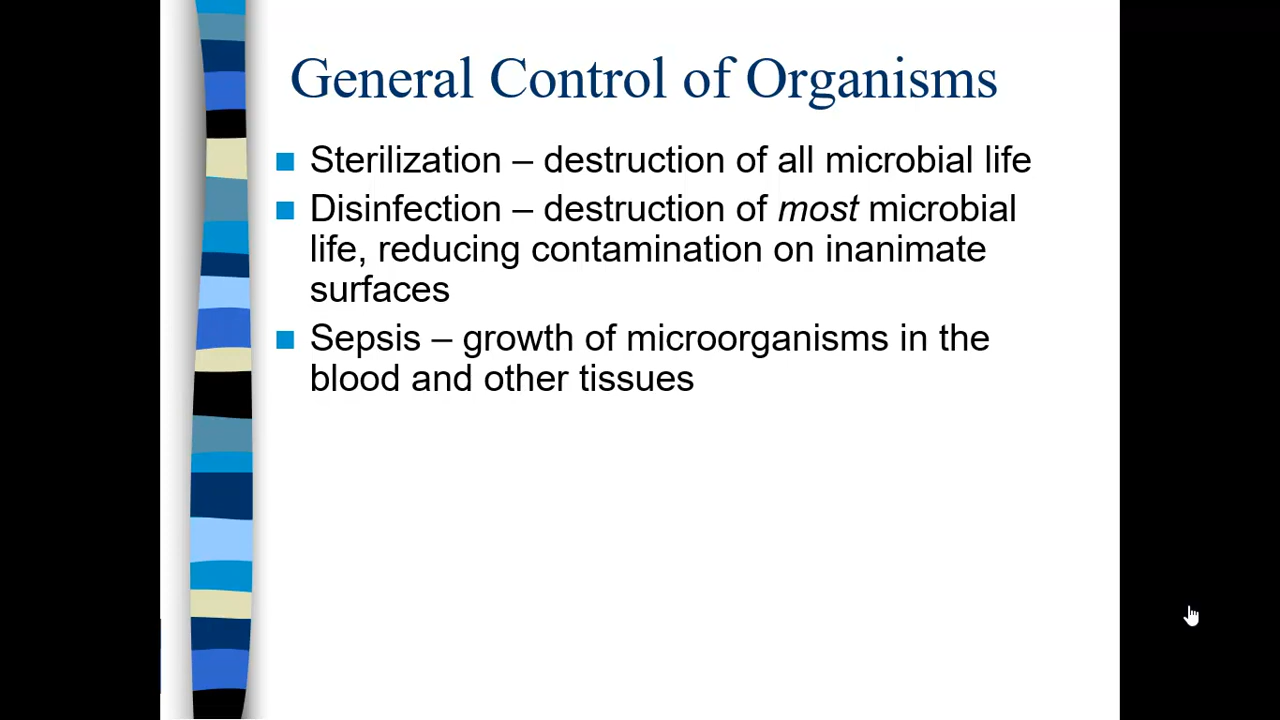 General Control of Organisms
Sterilization – destruction of all microbial life
Disinfection – destruction of most microbial
life, reducing contamination on inanimate
surfaces
Sepsis – growth of microorganisms in the
blood and other tissues